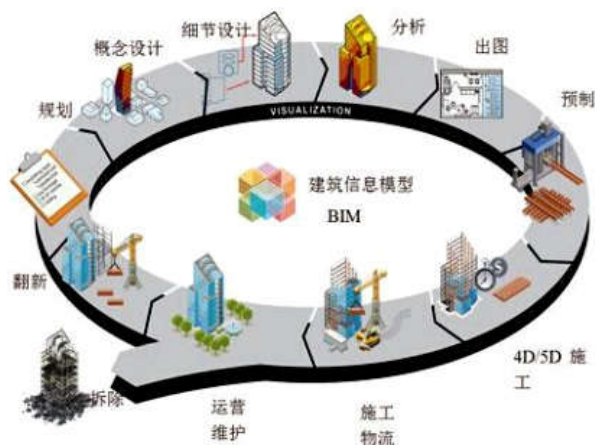 细节设计
分析
出图
概念设计
预制
规划
VISUALIZATION
建筑信息模型
BIM
翻新
4D/5D 施
工
拆除
运营
维护
施工
物流